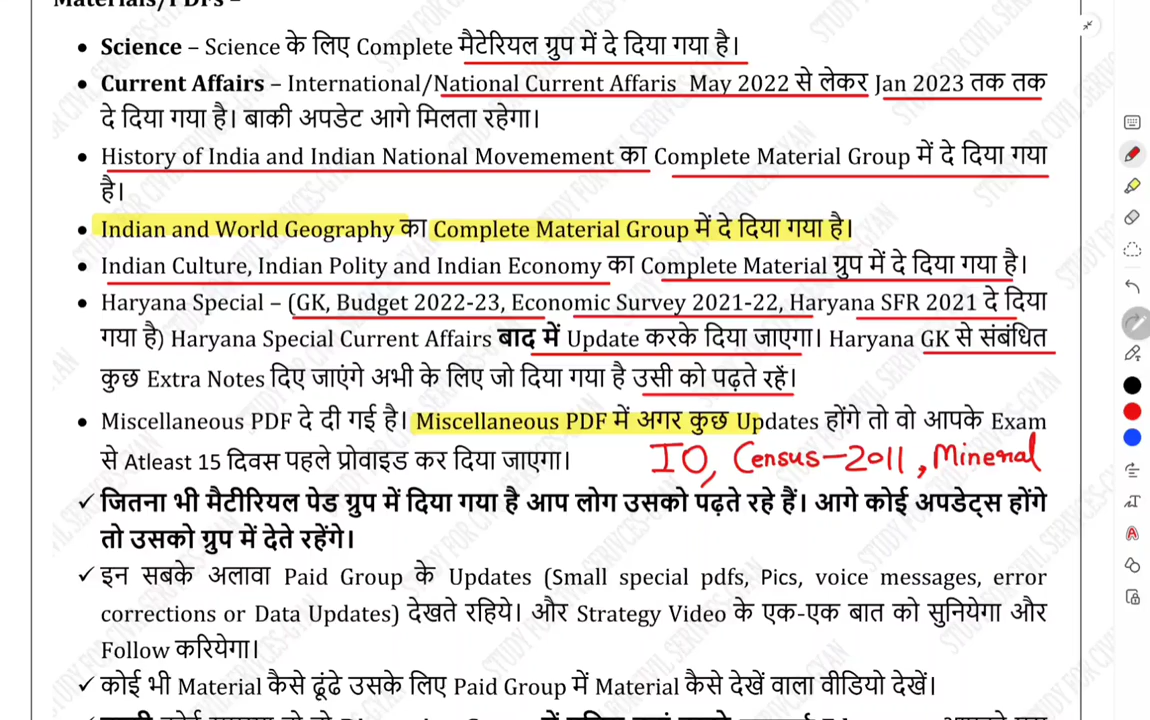 Materials/PDFs –
• Science – Science के लिए Complete मैटेरियल ग्रुप में दे दिया गया है।
• Current Affairs – International/National Current Affaris May 2022 से लेकर Jan 2023 तक तक
दे दिया गया है। बाकी अपडेट आगे मिलता रहेगा।
• History of India and Indian National Movemement का Complete Material Group में दे दिया गया
है।
• Indian and World Geography का Complete Material Group में दे दिया गया है।
• Indian Culture, Indian Polity and Indian Economy का Complete Material ग्रुप में दे दिया गया है।
• Haryana Special – (GK, Budget 2022-23, Economic Survey 2021-22, Haryana SFR 2021 दे दिया
गया है) Haryana Special Current Affairs बाद में Update करके दिया जाएगा। Haryana GK से संबंधित
कुछ Extra Notes दिए जाएंगे अभी के लिए जो दिया गया है उसी को पढ़ते रहें।
• Miscellaneous PDF दे दी गई है। Miscellaneous PDF में अगर कुछ Updates होंगे तो वो आपके Exam
से Atleast 15 दिवस पहले प्रोवाइड कर दिया जाएगा। IO, Census-2011, Mineral
✓ जितना भी मैटीरियल पेड ग्रुप में दिया गया है आप लोग उसको पढ़ते रहे हैं। आगे कोई अपडेट्स होंगे
तो उसको ग्रुप में देते रहेंगे।
✓ इन सबके अलावा Paid Group के Updates (Small special pdfs, Pics, voice messages, error
corrections or Data Updates) देखते रहिये। और Strategy Video के एक-एक बात को सुनियेगा और
Follow करियेगा।
✓ कोई भी Material कैसे ढूंढे उसके लिए Paid Group में Material कैसे देखें वाला वीडियो देखें।